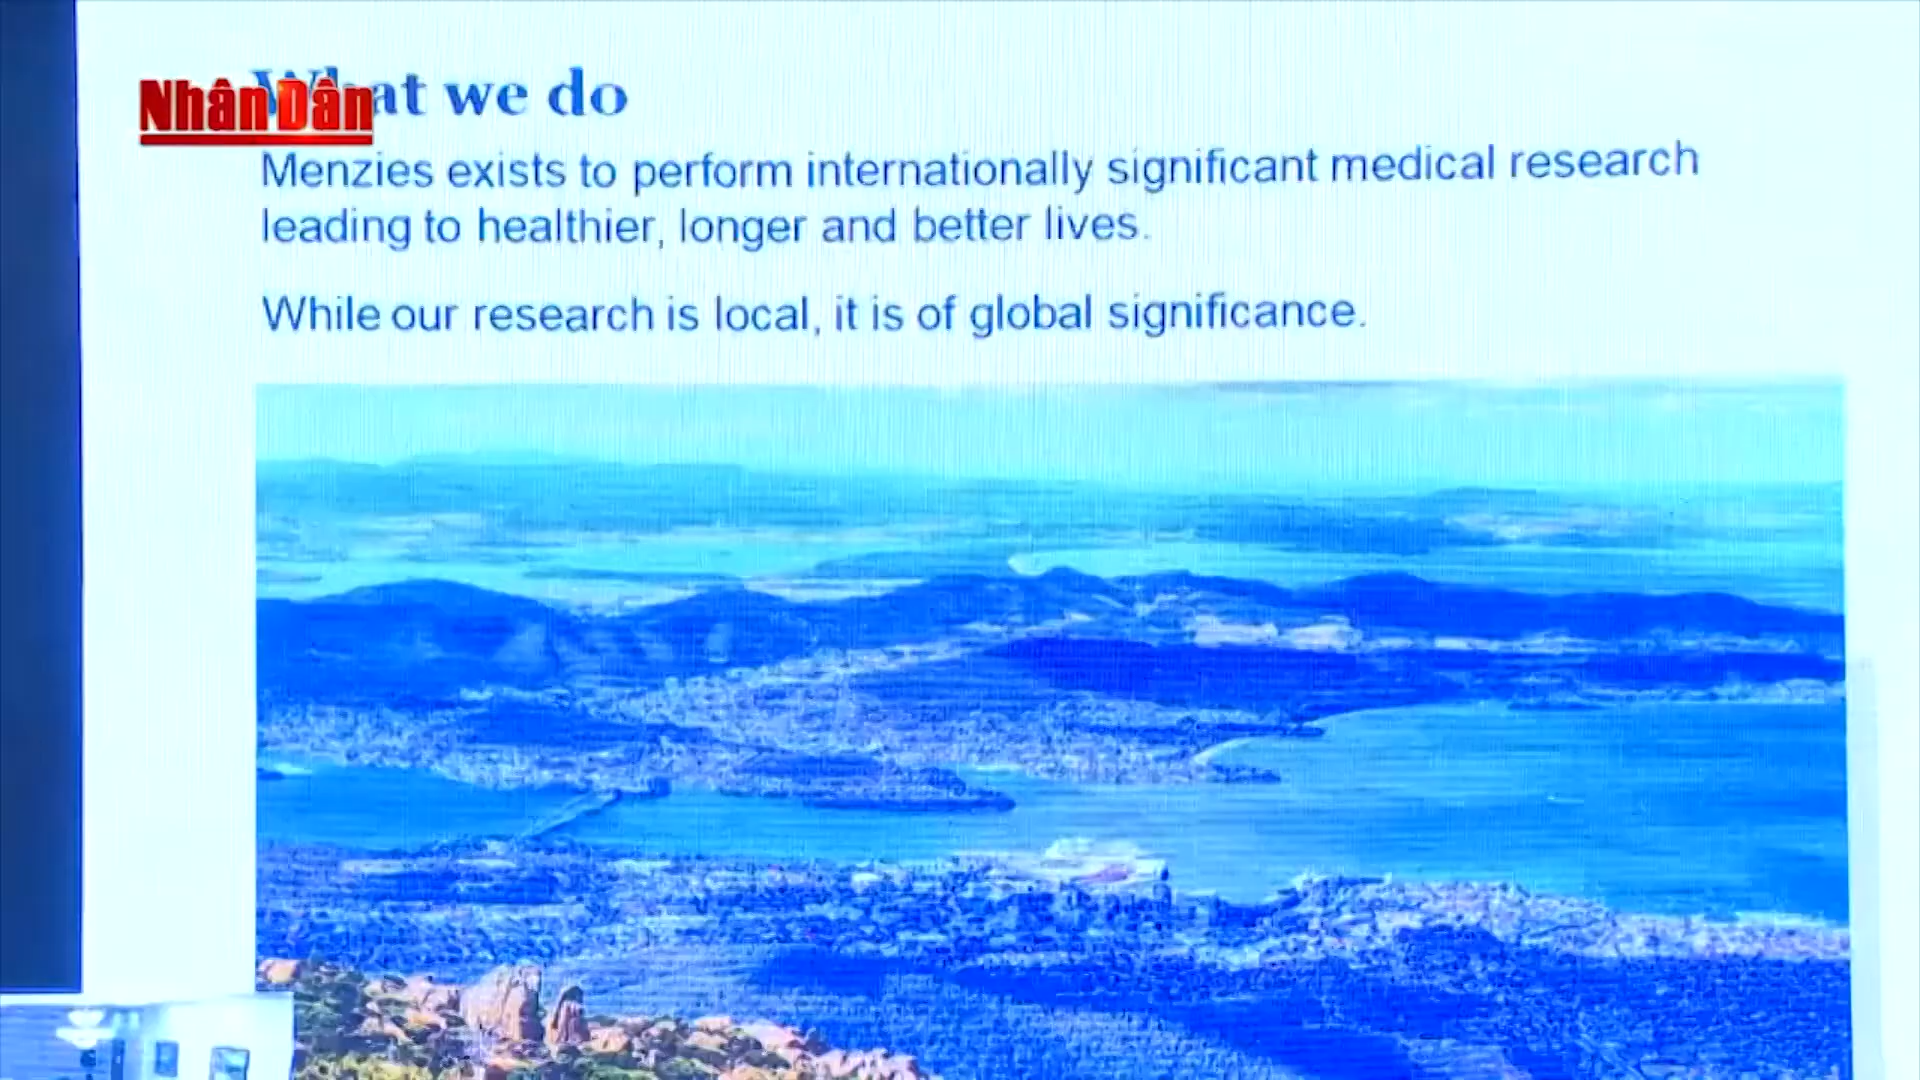 Nhân Dân
What we do
Menzies exists to perform internationally significant medical research
leading to healthier, longer and better lives.
While our research is local, it is of global significance.